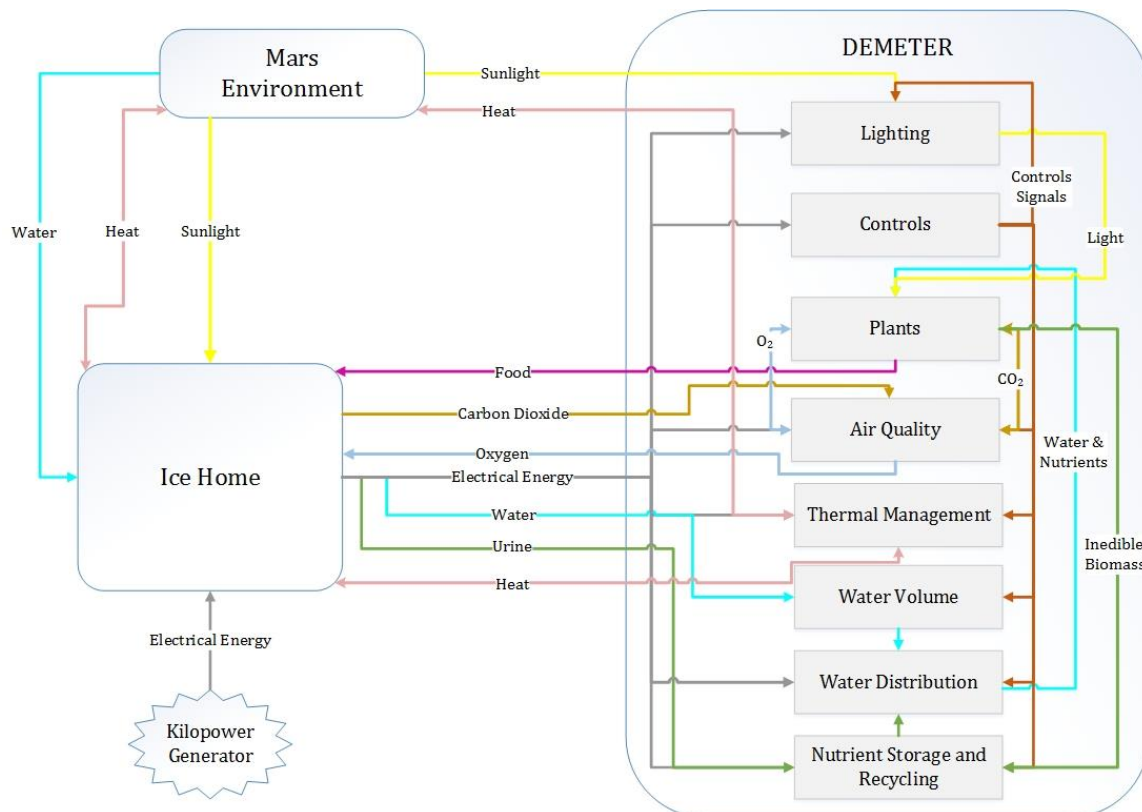 Mars
Environment
DEMETER
Sunlight
Heat
Lighting
Controls
Signals
Controls
Water
Heat
Sunlight
Light
Plants
O₂
Food
CO₂
Carbon Dioxide
Air Quality
Water &
Nutrients
Oxygen
Ice Home
Electrical Energy
Water
Thermal Management
Urine
Inedible
Biomass
Heat
Water Volume
Electrical Energy
Water Distribution
Kilopower
Generator
Nutrient Storage and
Recycling